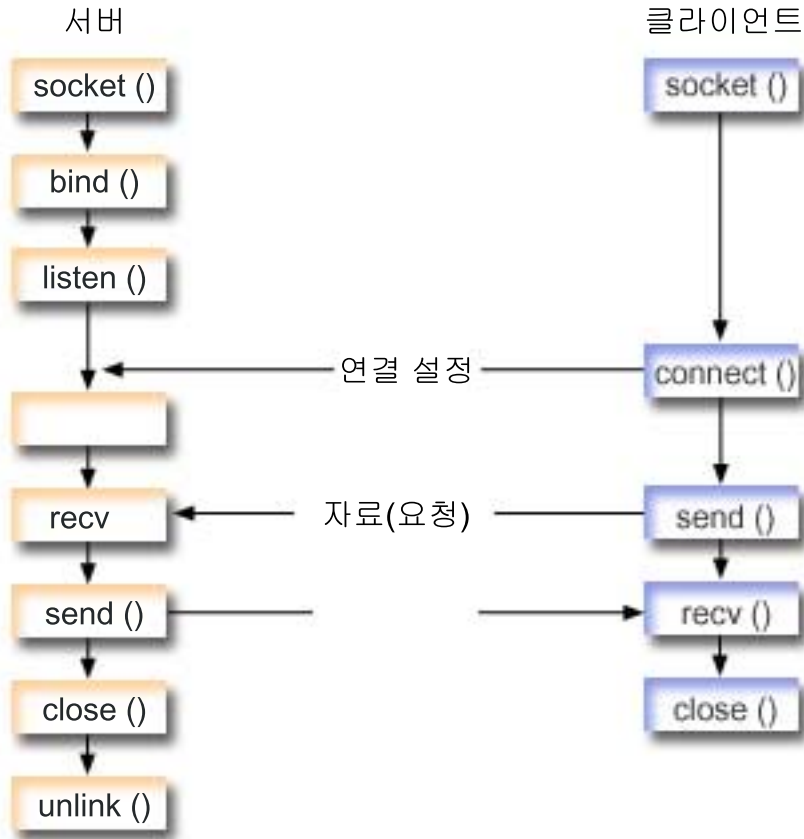 서버
클라이언트
socket ()
socket ()
bind ()
listen ()
연결 설정
connect ()
recv
자료(요청)
send ()
send ()
recv ()
close ()
close ()
unlink ()